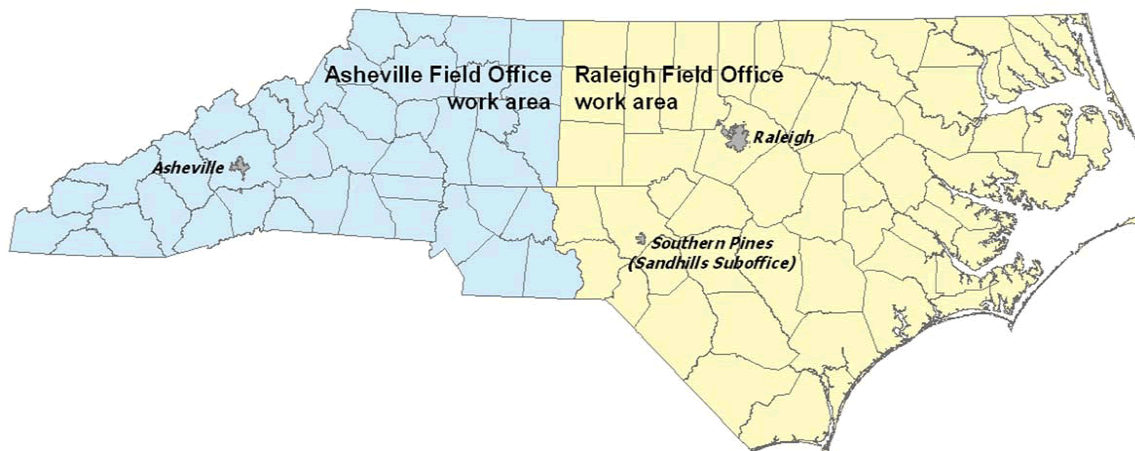 Asheville Field Office
work area
Raleigh Field Office
work area
Raleigh
Asheville
Southern Pines
(Sandhills Suboffice)